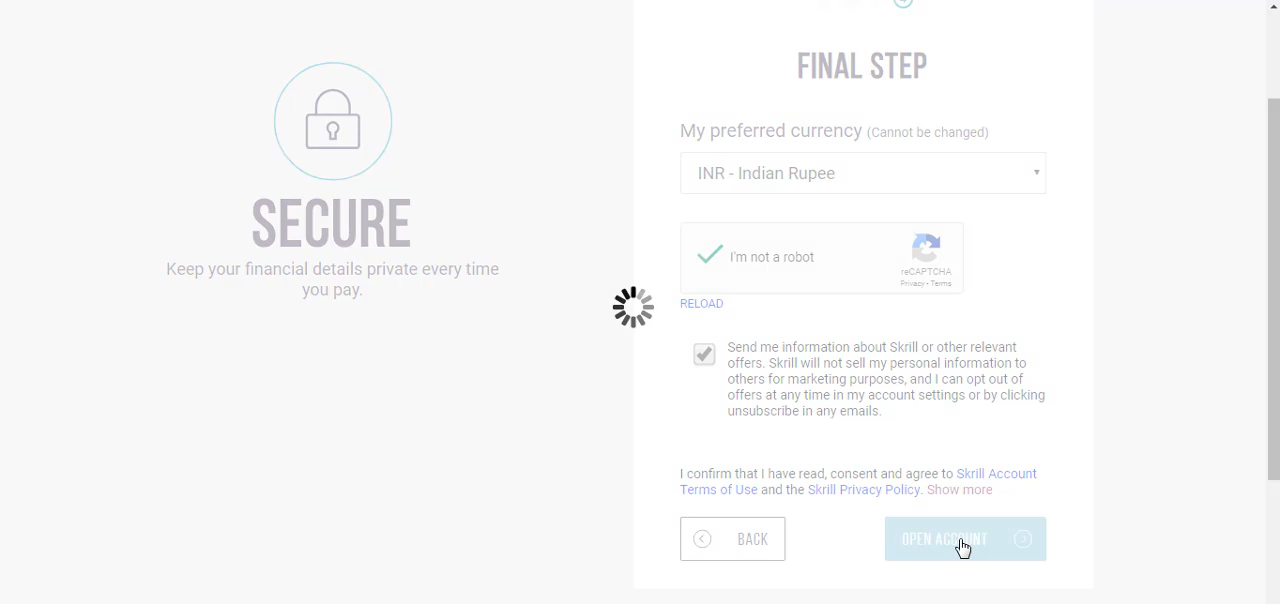 SECURE
Keep your financial details private every time
you pay.
FINAL STEP
My preferred currency (Cannot be changed)
INR - Indian Rupee
I'm not a robot
reCAPTCHA
Privacy - Terms
RELOAD
Send me information about Skrill or other relevant
offers. Skrill will not sell my personal information to
others for marketing purposes, and I can opt out of
offers at any time in my account settings or by clicking
unsubscribe in any emails.
I confirm that I have read, consent and agree to Skrill Account
Terms of Use and the Skrill Privacy Policy. Show more
BACK
OPEN ACCOUNT